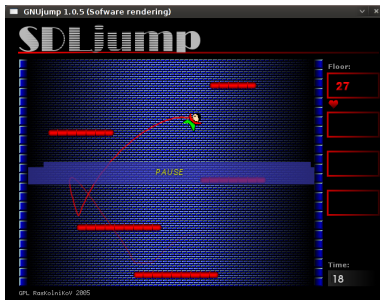 GNUjump 1.0.5 (Sofware rendering)
SDLjump
Floor:
27
PAUSE
Time:
18
GPL RasKolniKoV 2005